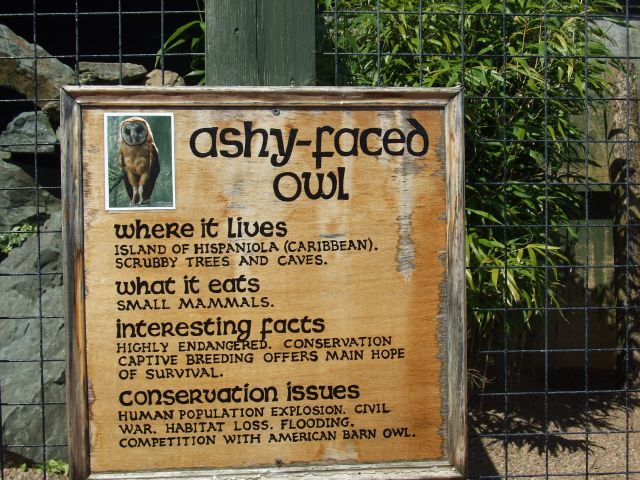 ashy-faced
owl
where it lives
ISLAND OF HISPANIOLA (CARIBBEAN).
SCRUBBY TREES AND CAVES.
what it eats
SMALL MAMMALS.
interesting facts
HIGHLY ENDANGERED. CONSERVATION
CAPTIVE BREEDING OFFERS MAIN HOPE
OF SURVIVAL.
conservation issues
HUMAN POPULATION EXPLOSION. CIVIL
WAR. HABITAT LOSS. FLOODING.
COMPETITION WITH AMERICAN BARN OWL.